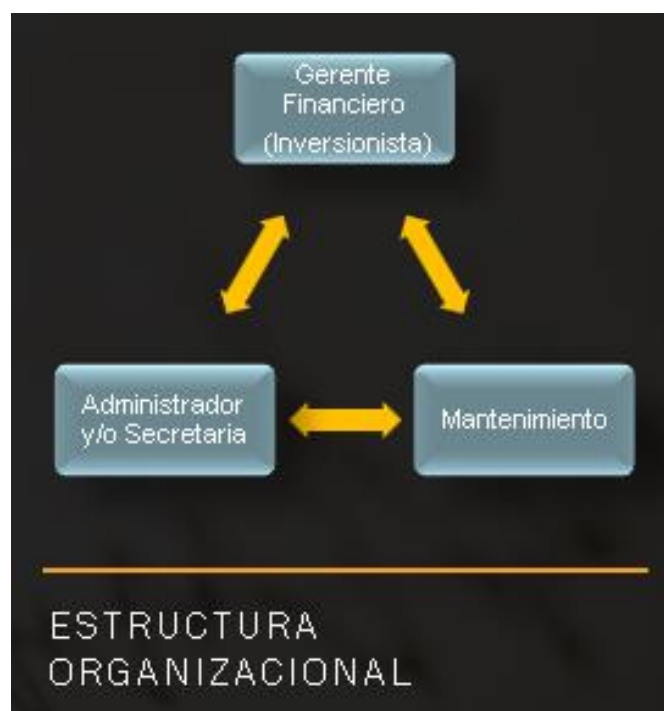 Gerente
Financiero
(Inversionista)
Administrador
y/o Secretaria
Mantenimiento
ESTRUCTURA
ORGANIZACIONAL